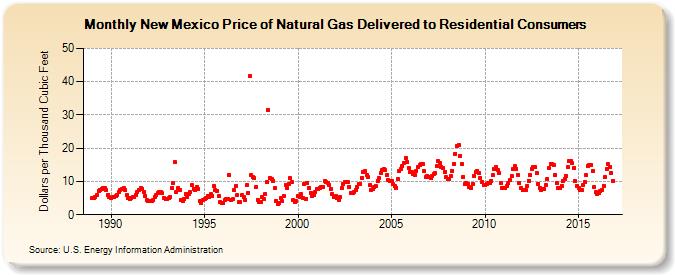 Monthly New Mexico Price of Natural Gas Delivered to Residential Consumers
Dollars per Thousand Cubic Feet
50
40
30
20
10
0
1990 1995 2000 2005 2010 2015
Source: U.S. Energy Information Administration